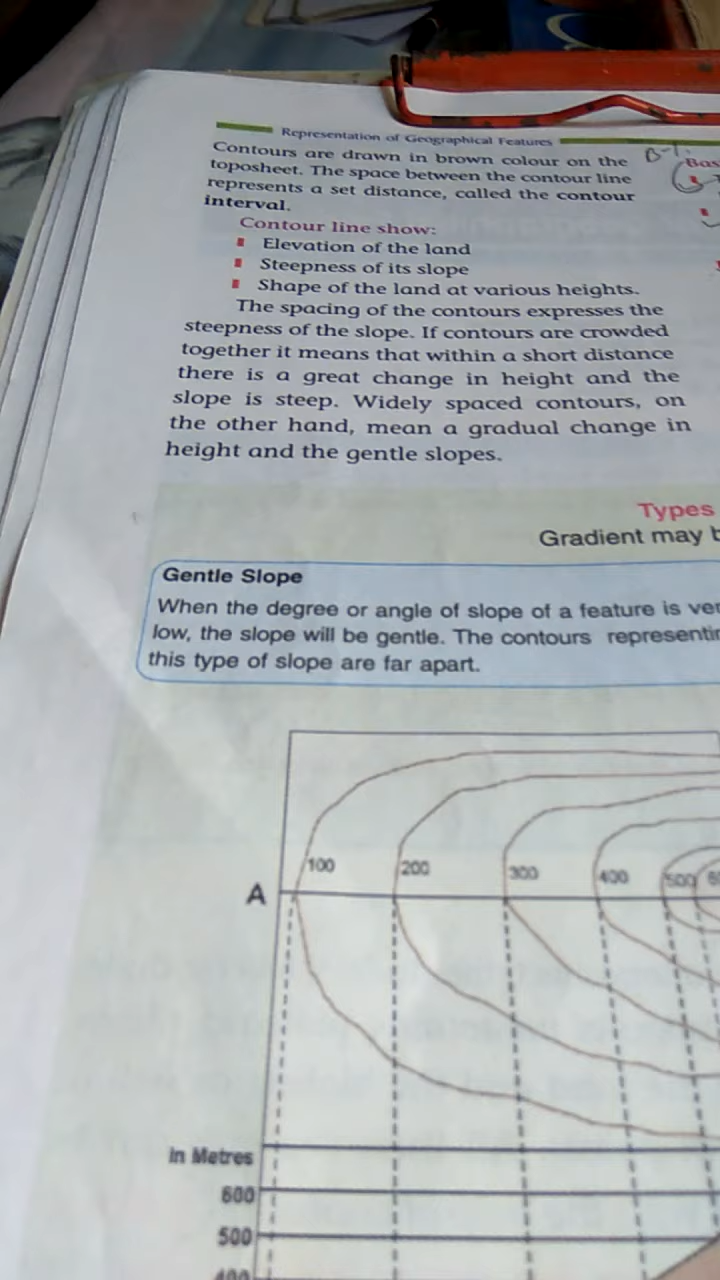 Representation of Geographical Features
Contours are drawn in brown colour on the
toposheet. The space between the contour line
represents a set distance, called the contour
interval.
Contour line show:
Elevation of the land
Steepness of its slope
Shape of the land at various heights.
The spacing of the contours expresses the
steepness of the slope. If contours are crowded
together it means that within a short distance
there is a great change in height and the
slope is steep. Widely spaced contours, on
the other hand, mean a gradual change in
height and the gentle slopes.
Types
Gradient may b
Gentle Slope
When the degree or angle of slope of a feature is ver
low, the slope will be gentle. The contours representin
this type of slope are far apart.
100 200 300 400 500
A
In Metres
600
500
400